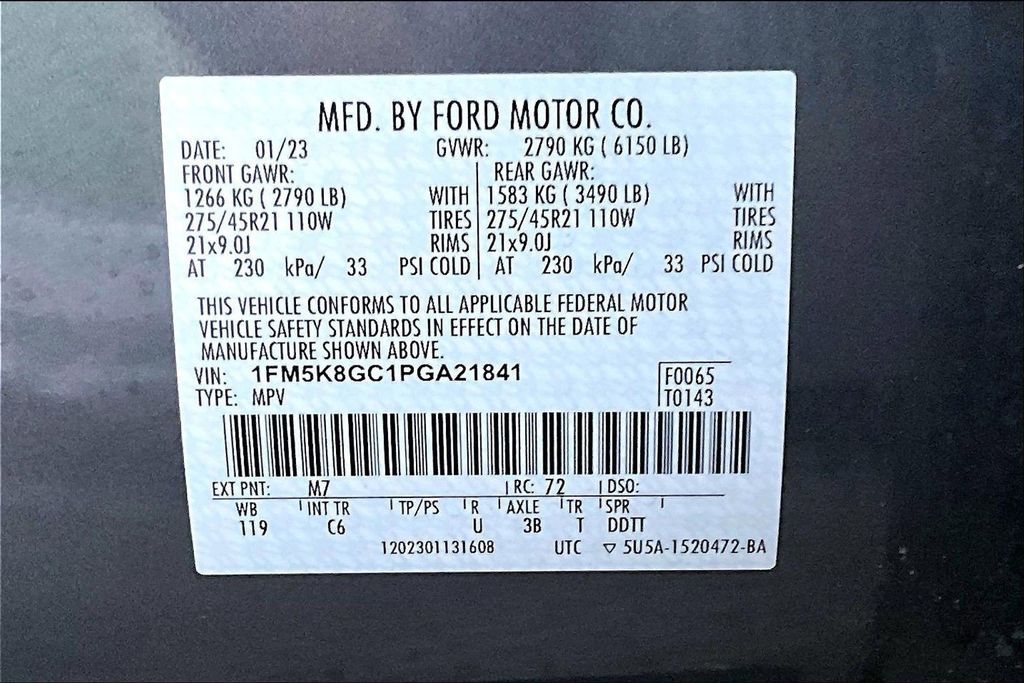 MFD. BY FORD MOTOR CO.
DATE: 01/23 GVWR: 2790 KG ( 6150 LB)
FRONT GAWR: REAR GAWR:
1266 KG ( 2790 LB) WITH 1583 KG ( 3490 LB) WITH
275/45R21 110W TIRES 275/45R21 110W TIRES
21x9.0J RIMS 21x9.0J RIMS
AT 230 kPa/ 33 PSI COLD AT 230 kPa/ 33 PSI COLD
THIS VEHICLE CONFORMS TO ALL APPLICABLE FEDERAL MOTOR
VEHICLE SAFETY STANDARDS IN EFFECT ON THE DATE OF
MANUFACTURE SHOWN ABOVE.
VIN: 1FM5K8GC1PGA21841 F0065
TYPE: MPV T0143
EXT PNT: M7 RC: 72 DSO:
WB INT TR TP/PS R AXLE TR SPR
119 C6 U 3B T DDTT
1202301131608 UTC ▽ 5U5A-1520472-BA